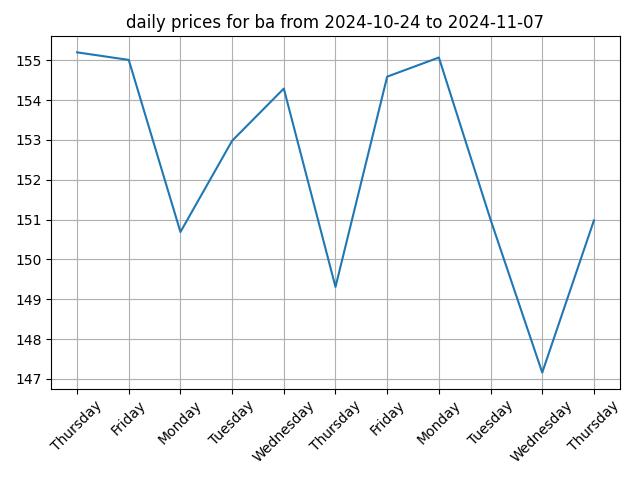 daily prices for ba from 2024-10-24 to 2024-11-07
155
154
153
152
151
150
149
148
147
Thursday
Friday
Monday
Tuesday
Wednesday
Thursday
Friday
Monday
Tuesday
Wednesday
Thursday